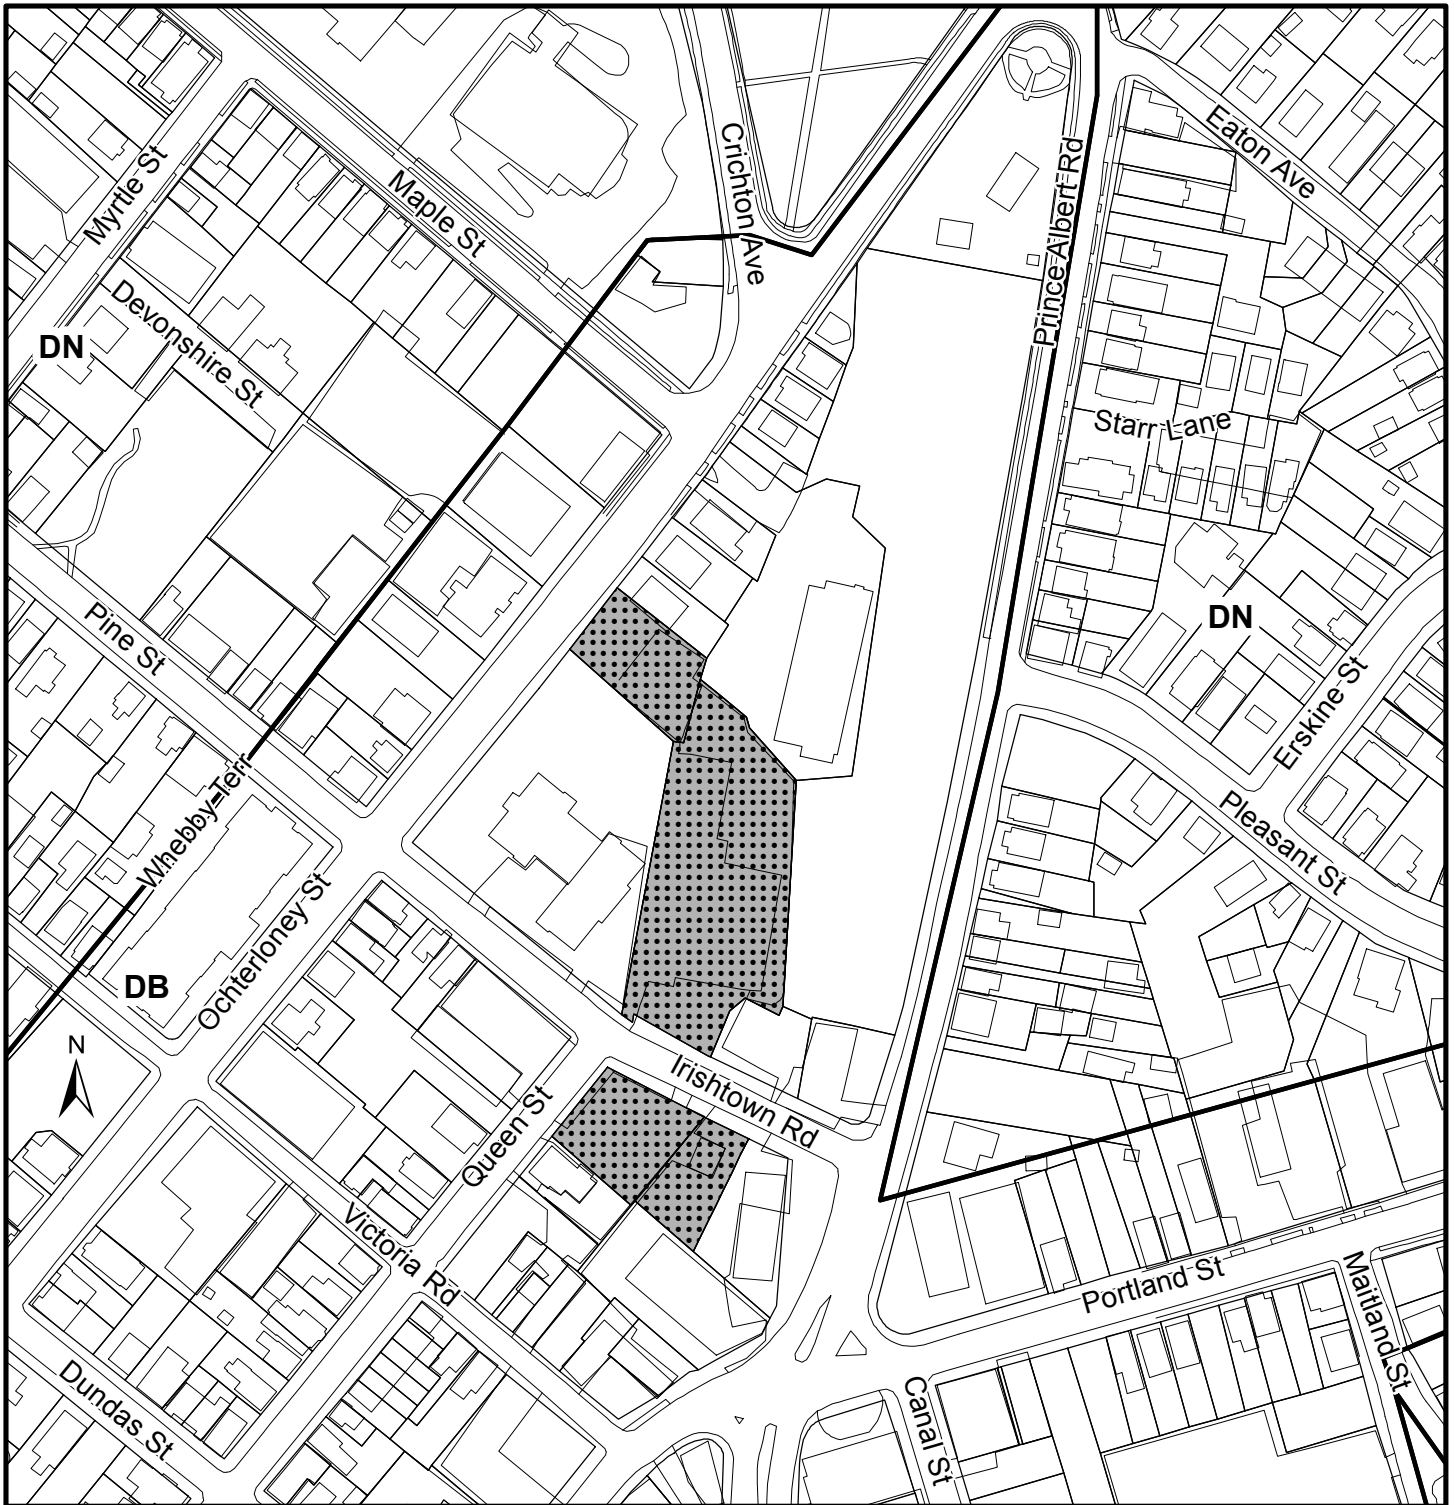 Eaton Ave
Crichton Ave
Myrtle St
Maple St
Prince Albert Rd
Devonshire St
DN
Starr Lane
DN
Pine St
Erskine St
Whebby Terr
Pleasant St
Ochterloney St
DB
N
Irishtown Rd
Queen St
Victoria Rd
Portland St
Maitland St
Dundas St
Canal St